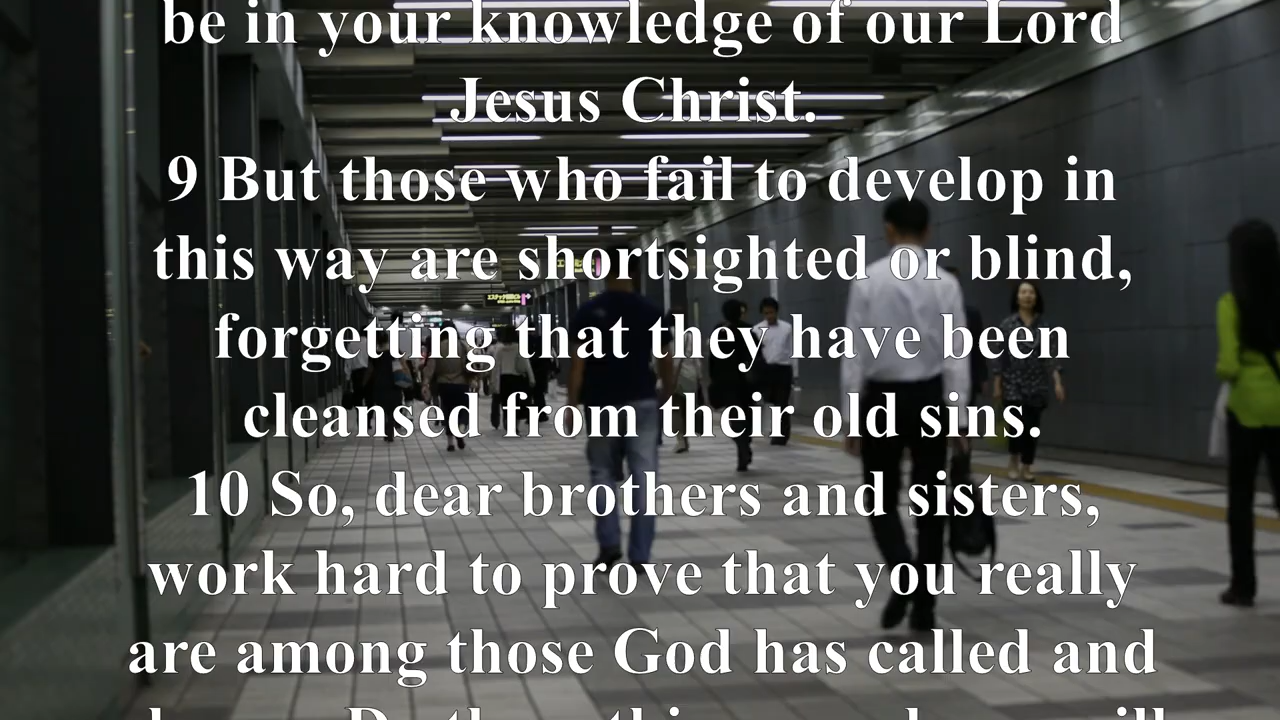 be in your knowledge of our Lord
Jesus Christ.
9 But those who fail to develop in
this way are shortsighted or blind,
forgetting that they have been
cleansed from their old sins.
10 So, dear brothers and sisters,
work hard to prove that you really
are among those God has called and